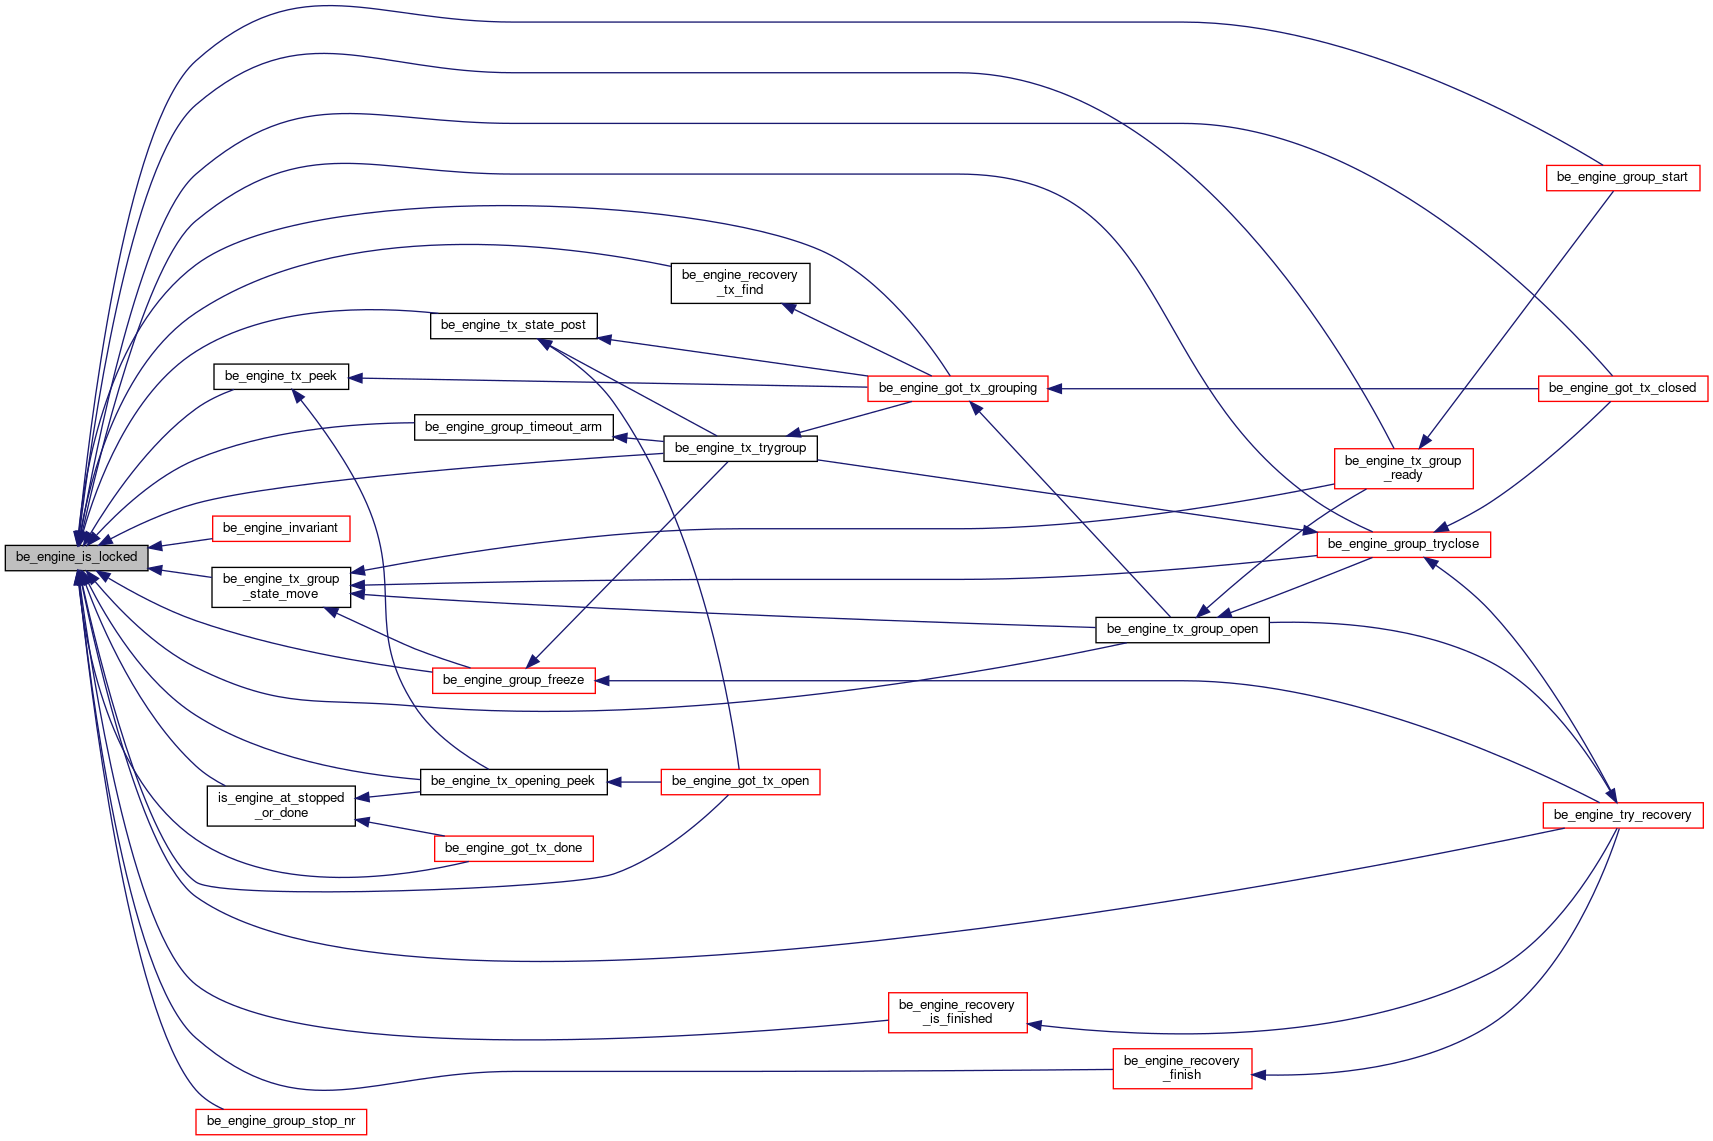 be_engine_group_start
be_engine_recovery
_tx_find
be_engine_tx_state_post
be_engine_tx_peek
be_engine_got_tx_grouping
be_engine_got_tx_closed
be_engine_group_timeout_arm
be_engine_tx_trygroup
be_engine_tx_group
_ready
be_engine_invariant
be_engine_is_locked
be_engine_group_tryclose
be_engine_tx_group
_state_move
be_engine_tx_group_open
be_engine_group_freeze
be_engine_tx_opening_peek
be_engine_got_tx_open
is_engine_at_stopped
_or_done
be_engine_try_recovery
be_engine_got_tx_done
be_engine_recovery
_is_finished
be_engine_recovery
_finish
be_engine_group_stop_nr